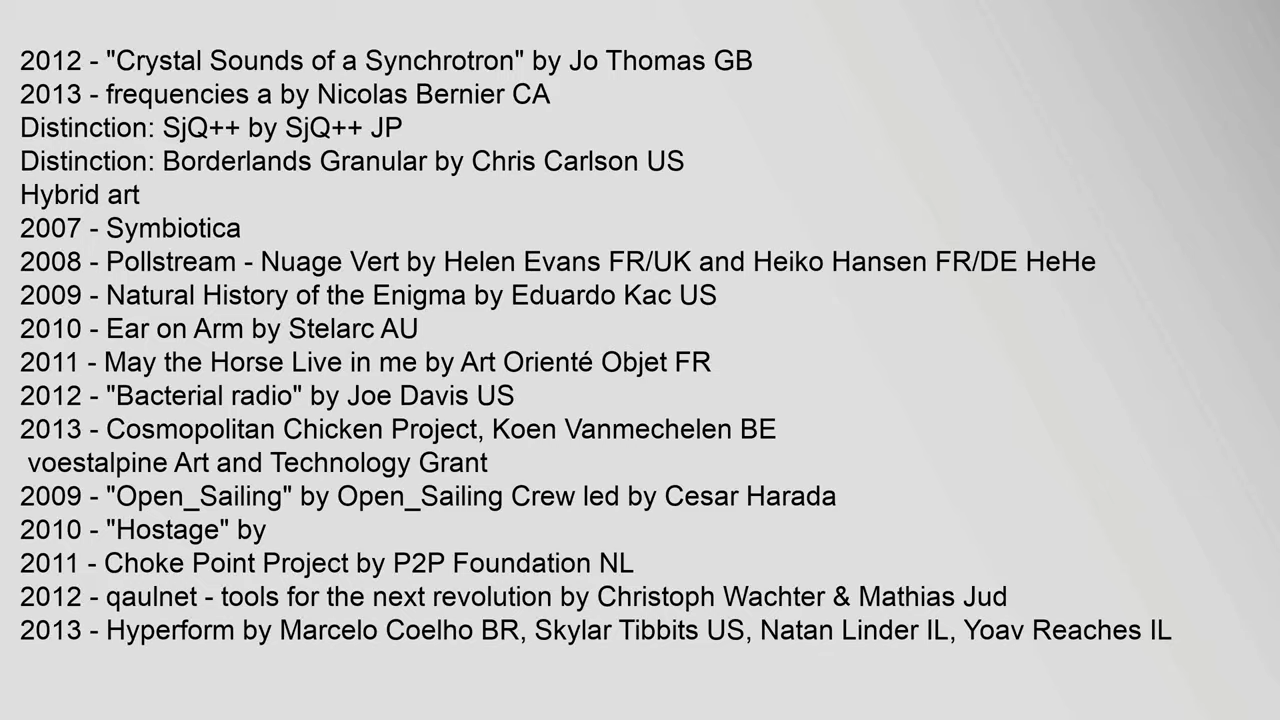 2012 - "Crystal Sounds of a Synchrotron" by Jo Thomas GB
2013 - frequencies a by Nicolas Bernier CA
Distinction: SjQ++ by SjQ++ JP
Distinction: Borderlands Granular by Chris Carlson US
Hybrid art
2007 - Symbiotica
2008 - Pollstream - Nuage Vert by Helen Evans FR/UK and Heiko Hansen FR/DE HeHe
2009 - Natural History of the Enigma by Eduardo Kac US
2010 - Ear on Arm by Stelarc AU
2011 - May the Horse Live in me by Art Orienté Objet FR
2012 - "Bacterial radio" by Joe Davis US
2013 - Cosmopolitan Chicken Project, Koen Vanmechelen BE
voestalpine Art and Technology Grant
2009 - "Open_Sailing" by Open_Sailing Crew led by Cesar Harada
2010 - "Hostage" by
2011 - Choke Point Project by P2P Foundation NL
2012 - qaulnet - tools for the next revolution by Christoph Wachter & Mathias Jud
2013 - Hyperform by Marcelo Coelho BR, Skylar Tibbits US, Natan Linder IL, Yoav Reaches IL